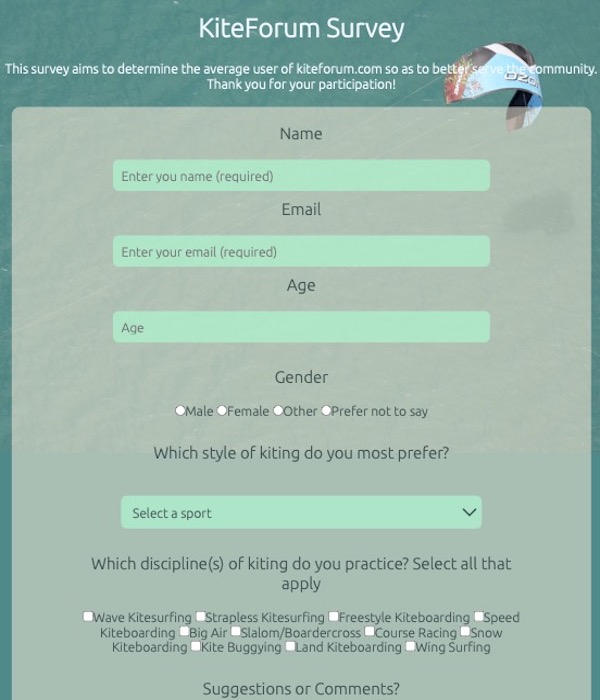 KiteForum Survey
This survey aims to determine the average user of kiteforum.com so as to better serve the community.
Thank you for your participation!
Name
Enter you name (required)
Email
Enter your email (required)
Age
Age
Gender
Male Female Other Prefer not to say
Which style of kiting do you most prefer?
Select a sport
Which discipline(s) of kiting do you practice? Select all that
apply
Wave Kitesurfing Strapless Kitesurfing Freestyle Kiteboarding Speed
Kiteboarding Big Air Slalom/Boardercross Course Racing Snow
Kiteboarding Kite Buggying Land Kiteboarding Wing Surfing
Suggestions or Comments?